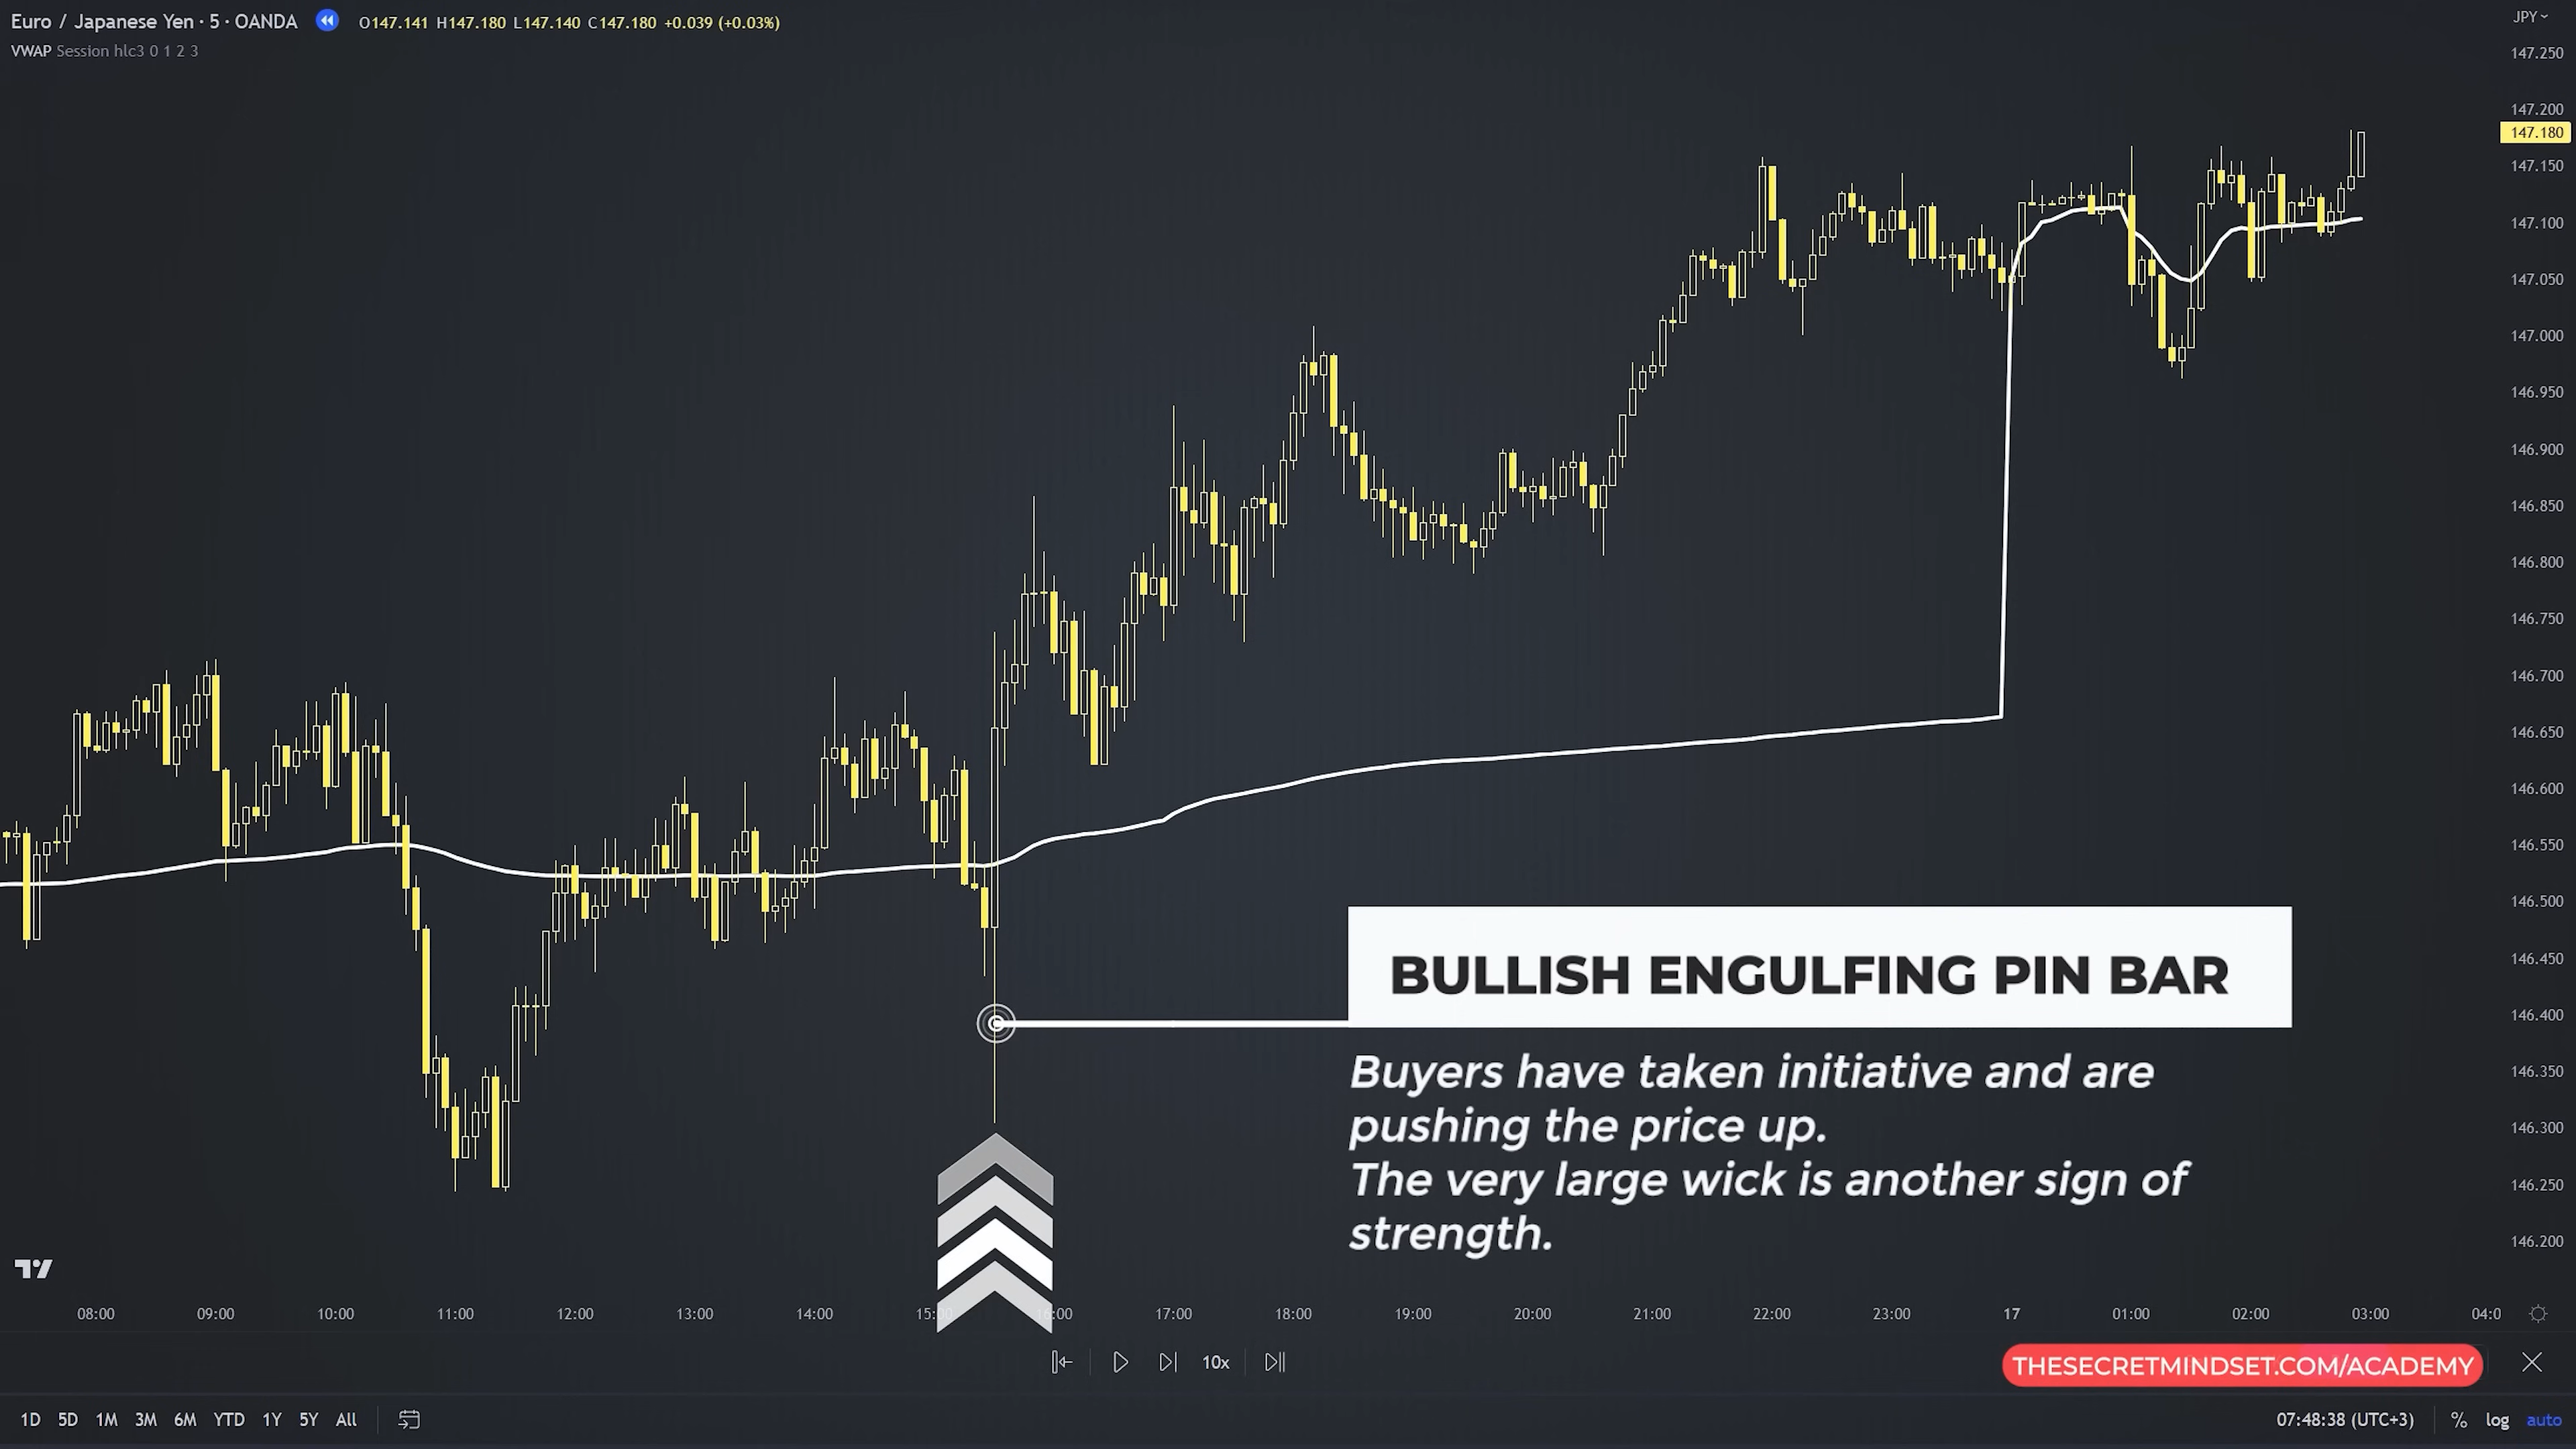 Euro / Japanese Yen · 5 · OANDA O147.141 H147.180 L147.140 C147.180 +0.039 (+0.03%)
JPY
VWAP Session hlc3 0 1 2 3
147.250
147.200
147.180
147.150
147.100
147.050
147.000
146.950
146.900
146.850
146.800
146.750
146.700
146.650
146.600
146.550
146.500
146.450
146.400
146.350
146.300
146.250
146.200
BULLISH ENGULFING PIN BAR
Buyers have taken initiative and are
pushing the price up.
The very large wick is another sign of
strength.
08:00 09:00 10:00 11:00 12:00 13:00 14:00 15:00 16:00 17:00 18:00 19:00 20:00 21:00 22:00 23:00 17 01:00 02:00 03:00 04:0
10x
THESECRETMINDSET.COM/ACADEMY
1D 5D 1M 3M 6M YTD 1Y 5Y All 07:48:38 (UTC+3) % log auto